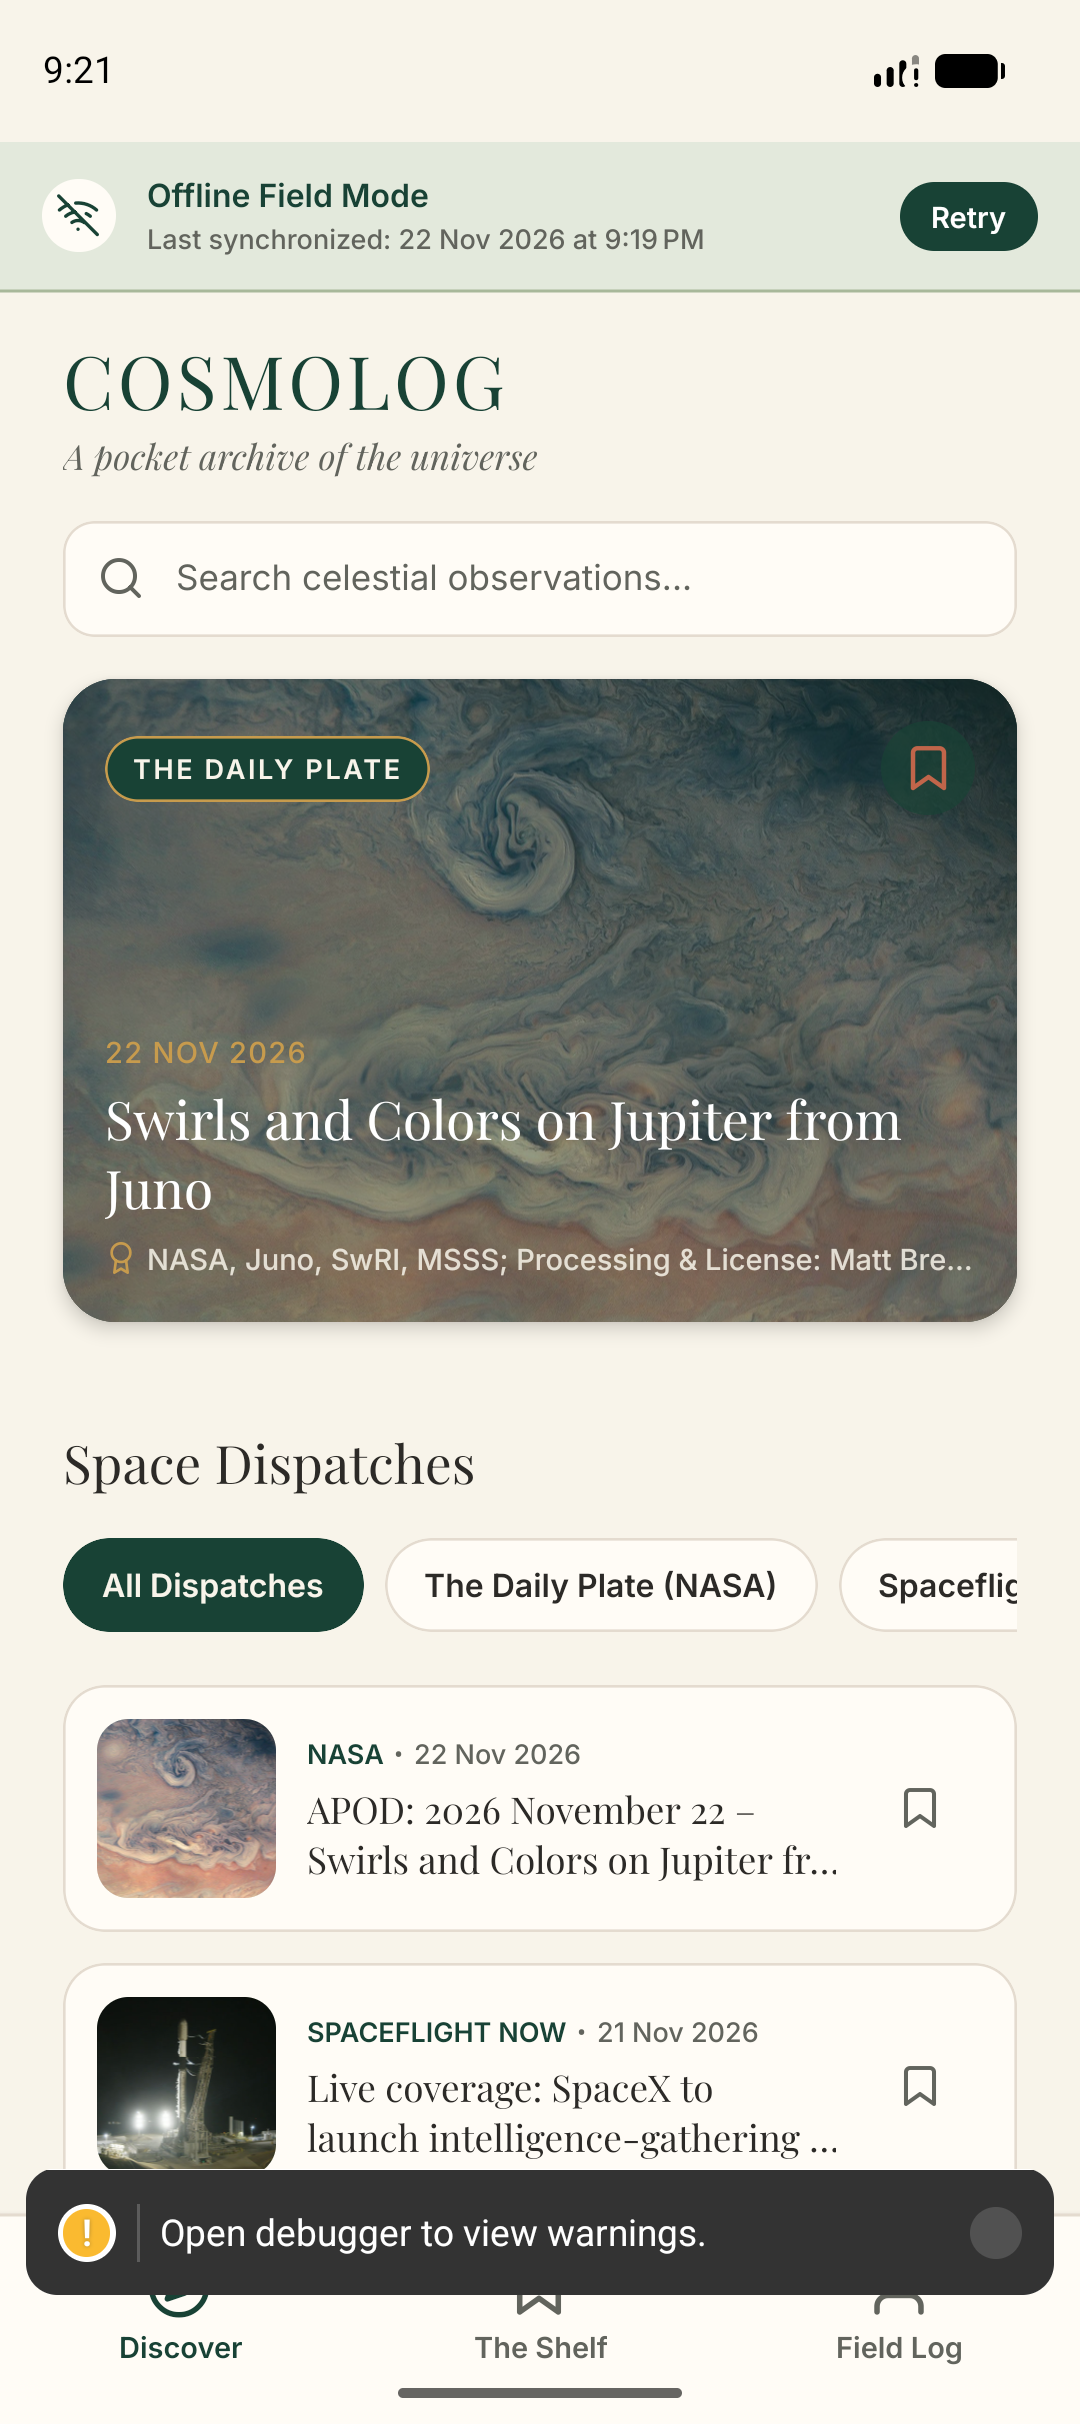 9:21
Offline Field Mode
Last synchronized: 22 Nov 2026 at 9:19 PM
Retry
COSMOLOG
A pocket archive of the universe
Search celestial observations...
THE DAILY PLATE
22 NOV 2026
Swirls and Colors on Jupiter from
Juno
NASA, Juno, SwRI, MSSS; Processing & License: Matt Bre...
Space Dispatches
All Dispatches
The Daily Plate (NASA)
Spaceflig
NASA • 22 Nov 2026
APOD: 2026 November 22 –
Swirls and Colors on Jupiter fr...
SPACEFLIGHT NOW • 21 Nov 2026
Live coverage: SpaceX to
launch intelligence-gathering ...
! Open debugger to view warnings.
Discover
The Shelf
Field Log